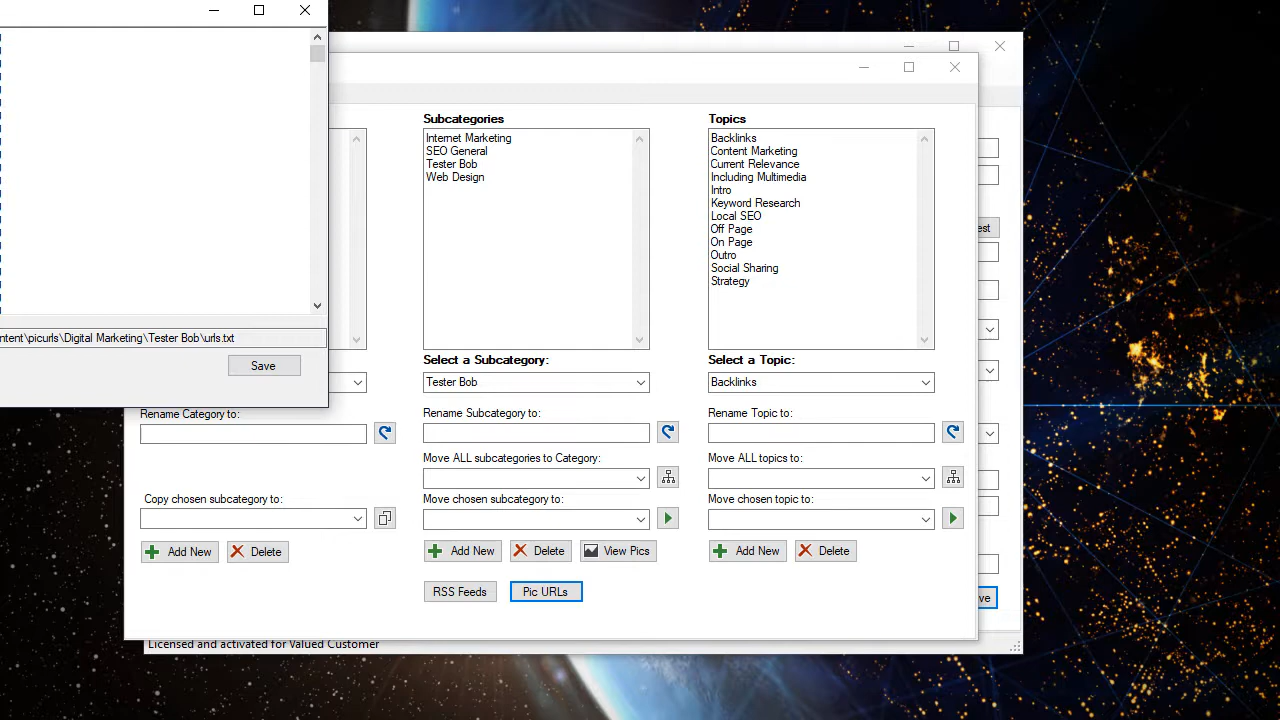 Subcategories
Internet Marketing
SEO General
Tester Bob
Web Design
Topics
Backlinks
Content Marketing
Current Relevance
Including Multimedia
Intro
Keyword Research
Local SEO
Off Page
On Page
Outro
Social Sharing
Strategy
ntent\picurls\Digital Marketing\Tester Bob\urls.txt
Save
Select a Subcategory:
Tester Bob
Select a Topic:
Backlinks
Rename Category to:
Rename Subcategory to:
Rename Topic to:
Move ALL subcategories to Category:
Move ALL topics to:
Copy chosen subcategory to:
Move chosen subcategory to:
Move chosen topic to:
Add New
Delete
Add New
Delete
View Pics
Add New
Delete
RSS Feeds
Pic URLs
est
ve
Licensed and activated for Valued Customer